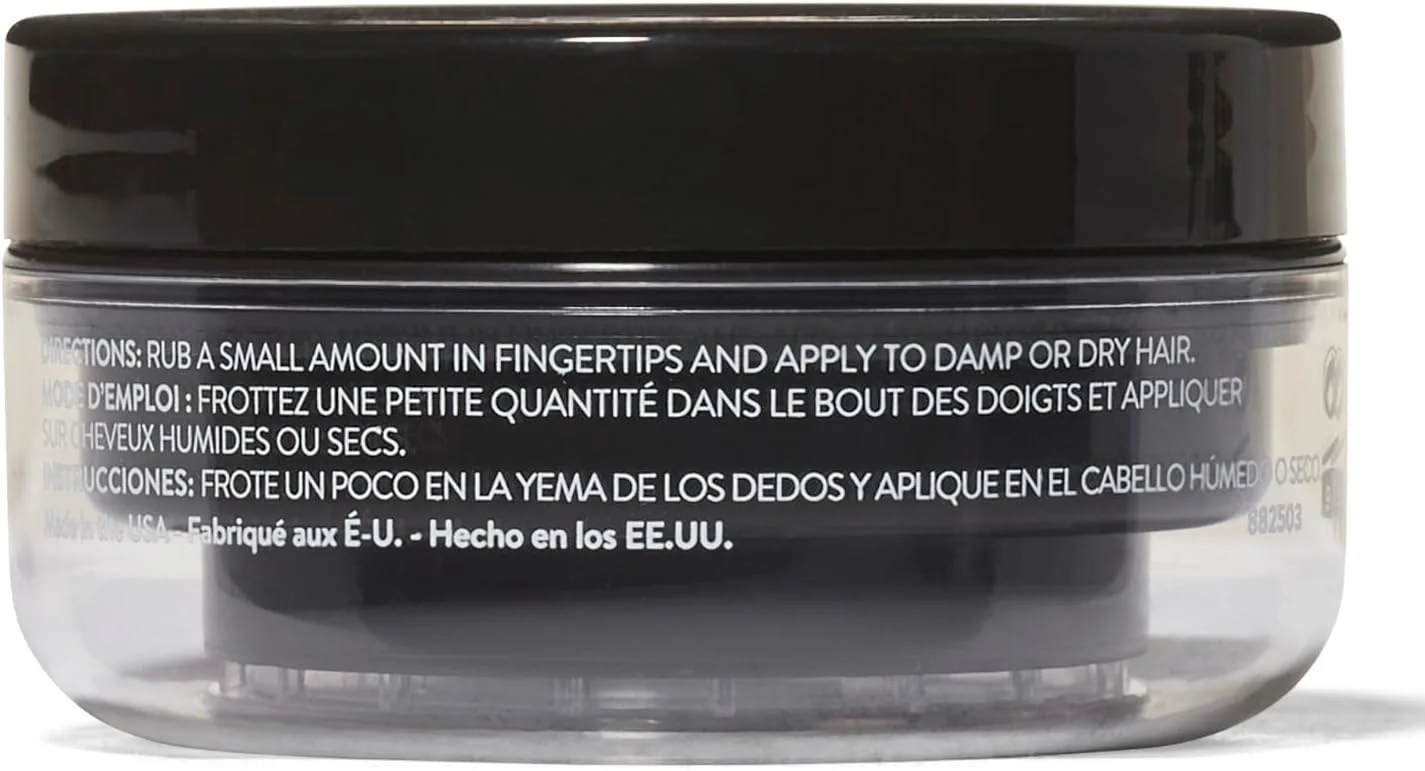 DIRECTIONS: RUB A SMALL AMOUNT IN FINGERTIPS AND APPLY TO DAMP OR DRY HAIR.
MODE D'EMPLOI : FROTTEZ UNE PETITE QUANTITÉ DANS LE BOUT DES DOIGTS ET APPLIQUER
SUR CHEVEUX HUMIDES OU SECS.
INSTRUCCIONES: FROTE UN POCO EN LA YEMA DE LOS DEDOS Y APLIQUE EN EL CABELLO HÚMEDO O SECO
Made in the USA - Fabriqué aux É-U. - Hecho en los EE.UU.
882503